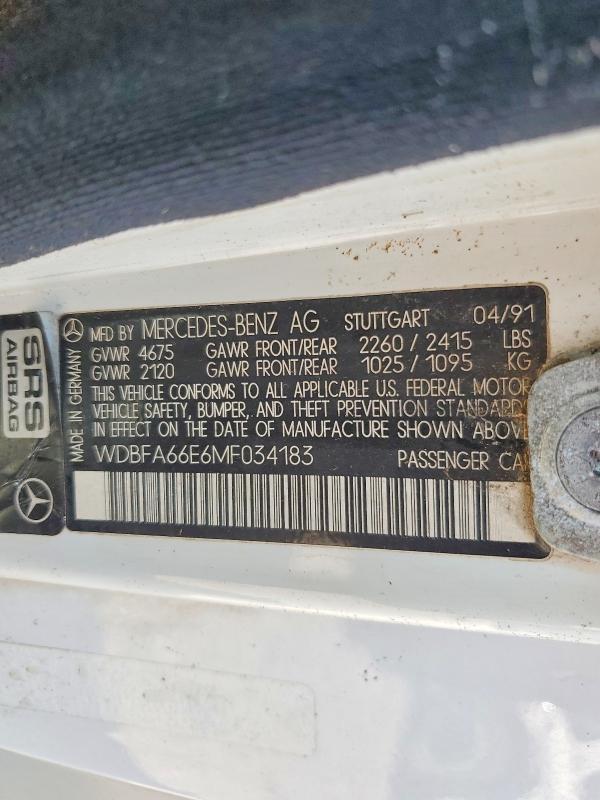 SRS
AIRBAG
MADE IN GERMANY
MFD BY MERCEDES-BENZ AG STUTTGART 04/91
GVWR 4675 GAWR FRONT/REAR 2260 / 2415 LBS
GVWR 2120 GAWR FRONT/REAR 1025 / 1095 KG
THIS VEHICLE CONFORMS TO ALL APPLICABLE U.S. FEDERAL MOTOR
VEHICLE SAFETY, BUMPER, AND THEFT PREVENTION STANDARD
IN EFFECT ON THE DATE OF MANUFACTURE SHOWN ABOVE
WDBFA66E6MF034183 PASSENGER CA